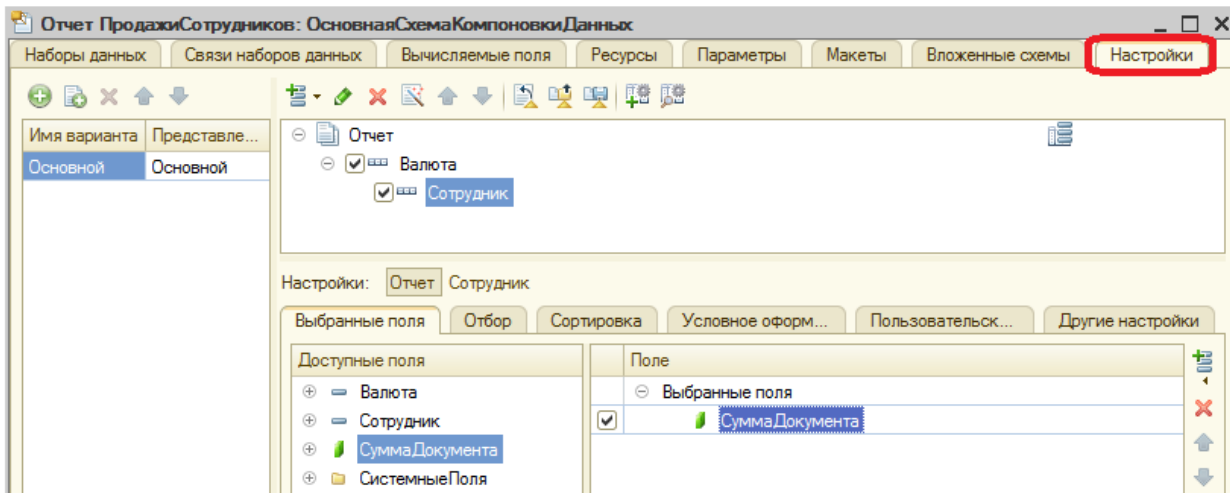 Отчет ПродажиСотрудников: ОсновнаяСхемаКомпоновкиДанных
Наборы данных Связи наборов данных Вычисляемые поля Ресурсы Параметры Макеты Вложенные схемы Настройки
Имя варианта Представле...
Основной Основной
Отчет
Валюта
Сотрудник
Настройки: Отчет Сотрудник
Выбранные поля Отбор Сортировка Условное оформ... Пользовательск... Другие настройки
Доступные поля Поле
Валюта Выбранные поля
Сотрудник СуммаДокумента
СуммаДокумента
СистемныеПоля